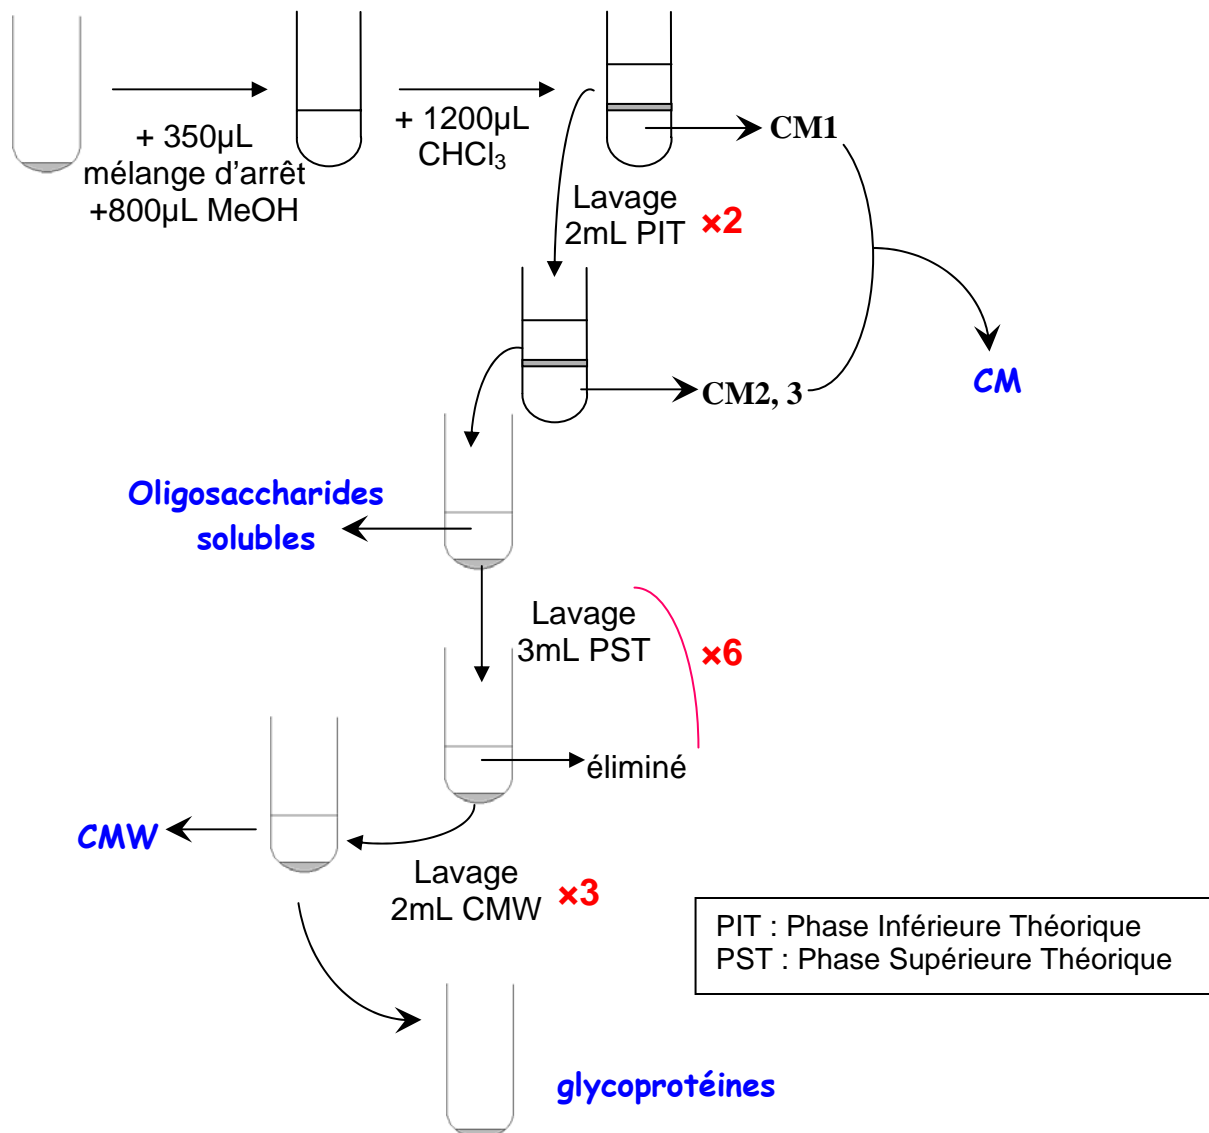 + 350µL
mélange d’arrêt
+800µL MeOH
+ 1200µL
CHCl₃
CM1
Lavage
2mL PIT ×2
CM
CM2, 3
Oligosaccharides
solubles
Lavage
3mL PST
×6
éliminé
CMW
Lavage
2mL CMW ×3
PIT : Phase Inférieure Théorique
PST : Phase Supérieure Théorique
glycoprotéines